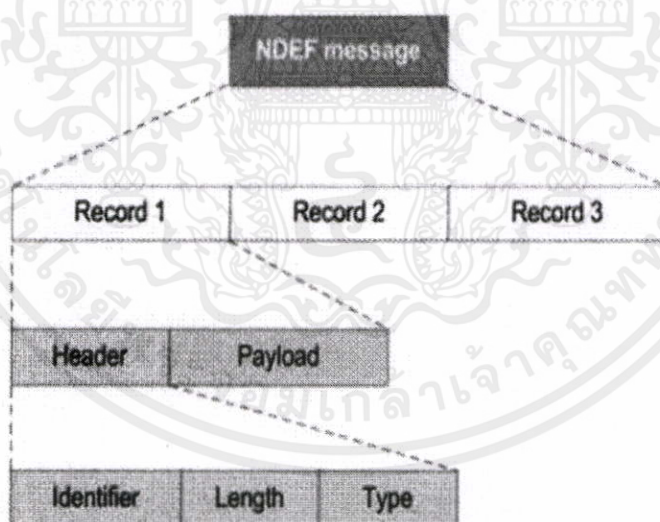 NDEF message
Record 1 Record 2 Record 3
Header Payload
Identifier Length Type